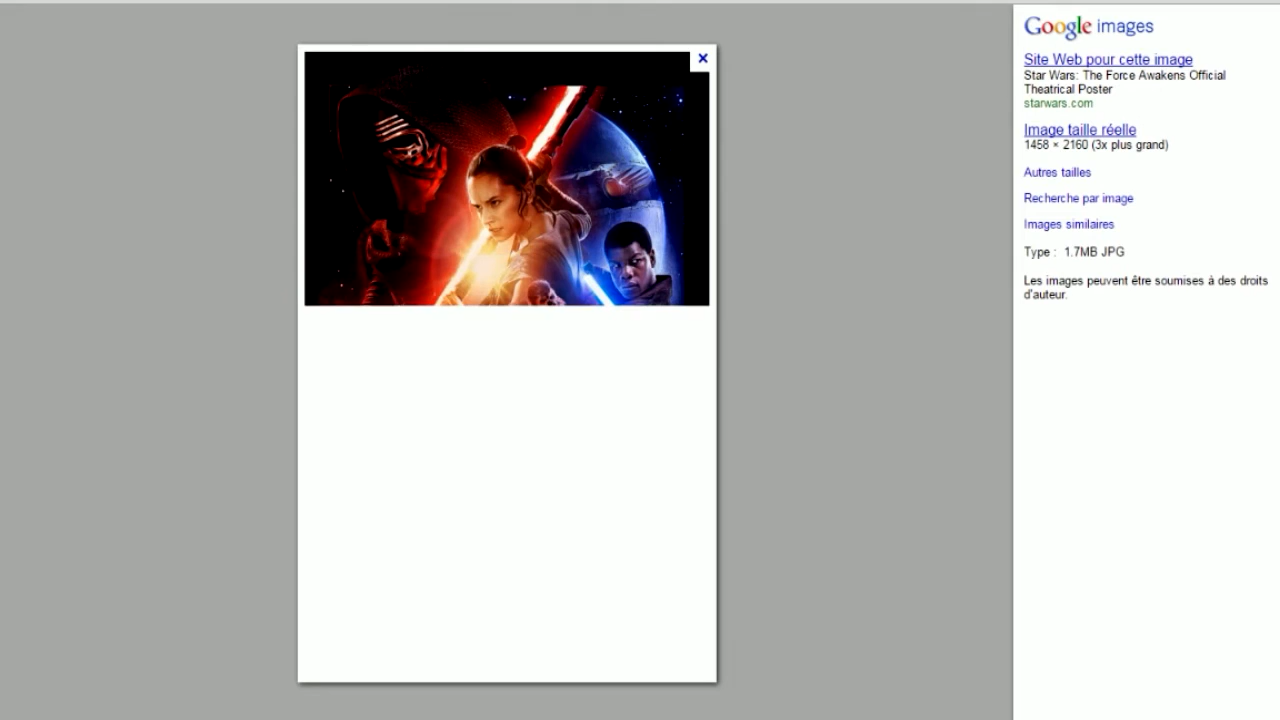 ×
Google images
Site Web pour cette image
Star Wars: The Force Awakens Official
Theatrical Poster
starwars.com
Image taille réelle
1458 × 2160 (3x plus grand)
Autres tailles
Recherche par image
Images similaires
Type : 1.7MB JPG
Les images peuvent être soumises à des droits
d'auteur.